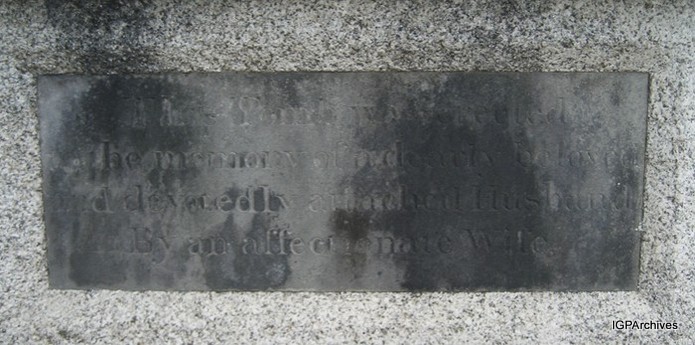 This Tomb was erected
the memory of a dearly beloved
and devotedly attached Husband
By an affectionate Wife.
IGPArchives